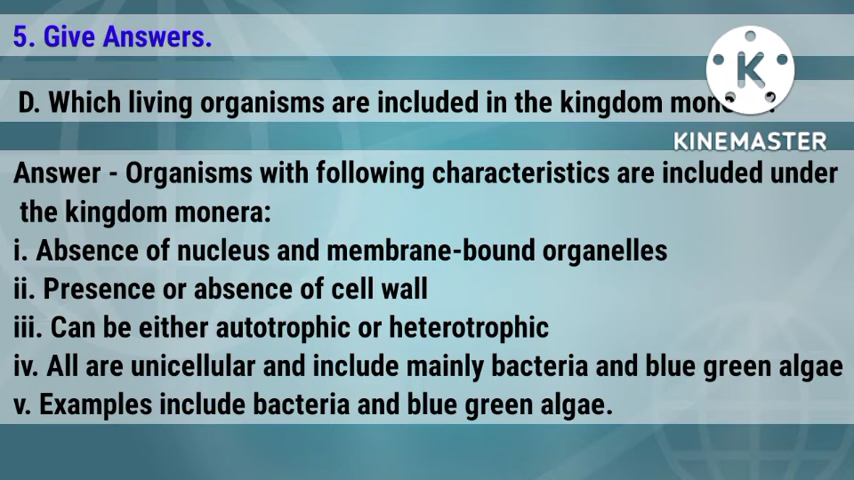 5. Give Answers.
D. Which living organisms are included in the kingdom
K
KINEMASTER
Answer - Organisms with following characteristics are included under
the kingdom monera:
i. Absence of nucleus and membrane-bound organelles
ii. Presence or absence of cell wall
iii. Can be either autotrophic or heterotrophic
iv. All are unicellular and include mainly bacteria and blue green algae
v. Examples include bacteria and blue green algae.